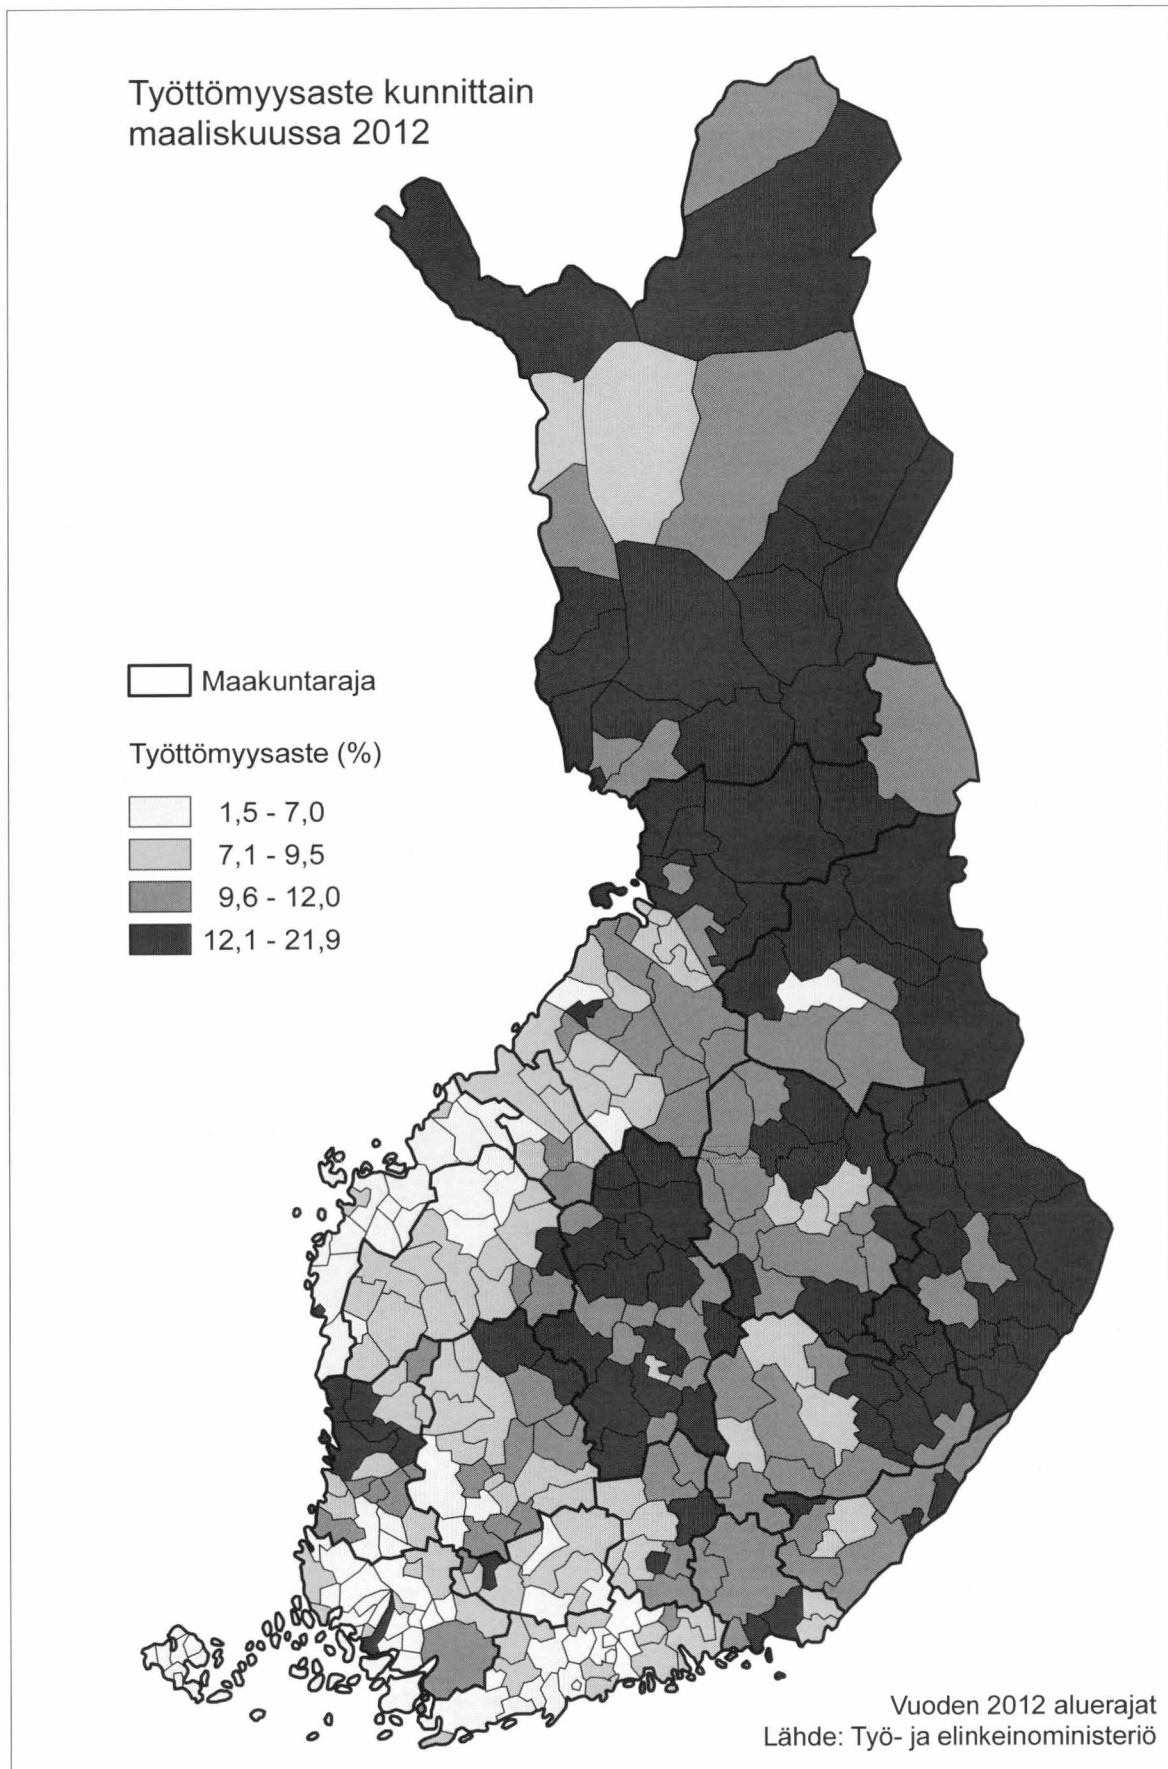 Työttömyysaste kunnittain
maaliskuussa 2012
Maakuntaraja
Työttömyysaste (%)
1,5 - 7,0
7,1 - 9,5
9,6 - 12,0
12,1 - 21,9
Vuoden 2012 aluerajat
Lähde: Työ- ja elinkeinoministeriö